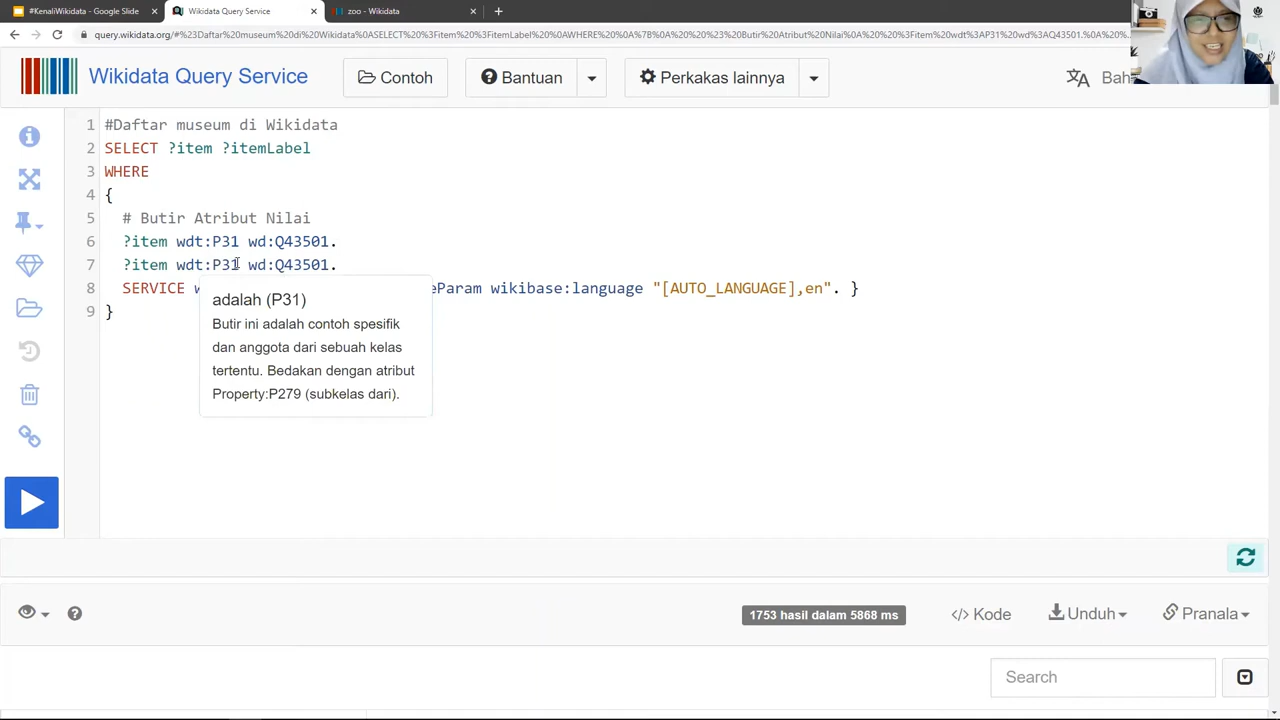 #KenaliWikidata - Google Slide
Wikidata Query Service
zoo - Wikidata
query.wikidata.org/#%23Daftar%20museum%20di%20Wikidata%0ASELECT%20%3Fitem%20%3FitemLabel%20%0AWHERE%20%0A%7B%0A%20%20%23%20Butir%20Atribut%20Nilai%0A%20%20%3Fitem%20wdt%3AP31%20wd%3AQ43501.%0A%20%
Wikidata Query Service
Contoh
Bantuan
Perkakas lainnya
Bah
1 #Daftar museum di Wikidata
2 SELECT ?item ?itemLabel
3 WHERE
4 {
5 # Butir Atribut Nilai
6 ?item wdt:P31 wd:Q43501.
7 ?item wdt:P31 wd:Q43501.
8 SERVICE w eParam wikibase:language "[AUTO_LANGUAGE],en". }
9 }
adalah (P31)
Butir ini adalah contoh spesifik
dan anggota dari sebuah kelas
tertentu. Bedakan dengan atribut
Property:P279 (subkelas dari).
1753 hasil dalam 5868 ms
</> Kode
Unduh
Pranala
Search